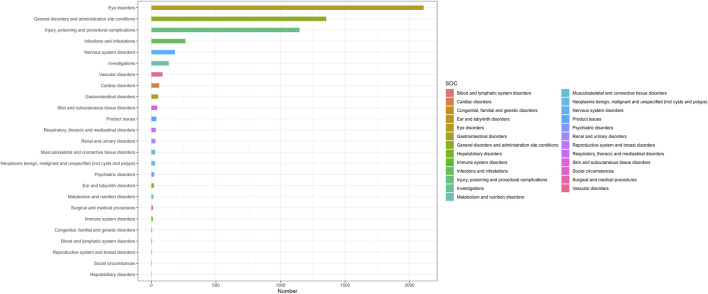 Eye disorders
General disorders and administration site conditions
Injury, poisoning and procedural complications
Infections and infestations
Nervous system disorders
Investigations
Vascular disorders
Cardiac disorders
Gastrointestinal disorders
Skin and subcutaneous tissue disorders
Product issues
Respiratory, thoracic and mediastinal disorders
Renal and urinary disorders
Musculoskeletal and connective tissue disorders
Neoplasms benign, malignant and unspecified (incl cysts and polyps)
Psychiatric disorders
Ear and labyrinth disorders
Metabolism and nutrition disorders
Surgical and medical procedures
Immune system disorders
Congenital, familial and genetic disorders
Blood and lymphatic system disorders
Reproductive system and breast disorders
Social circumstances
Hepatobiliary disorders
0 500 1000 1500 2000
Number
SOC
Blood and lymphatic system disorders
Cardiac disorders
Congenital, familial and genetic disorders
Ear and labyrinth disorders
Eye disorders
Gastrointestinal disorders
General disorders and administration site conditions
Hepatobiliary disorders
Immune system disorders
Infections and infestations
Injury, poisoning and procedural complications
Investigations
Metabolism and nutrition disorders
Musculoskeletal and connective tissue disorders
Neoplasms benign, malignant and unspecified (incl cysts and polyps)
Nervous system disorders
Product issues
Psychiatric disorders
Renal and urinary disorders
Reproductive system and breast disorders
Respiratory, thoracic and mediastinal disorders
Skin and subcutaneous tissue disorders
Social circumstances
Surgical and medical procedures
Vascular disorders